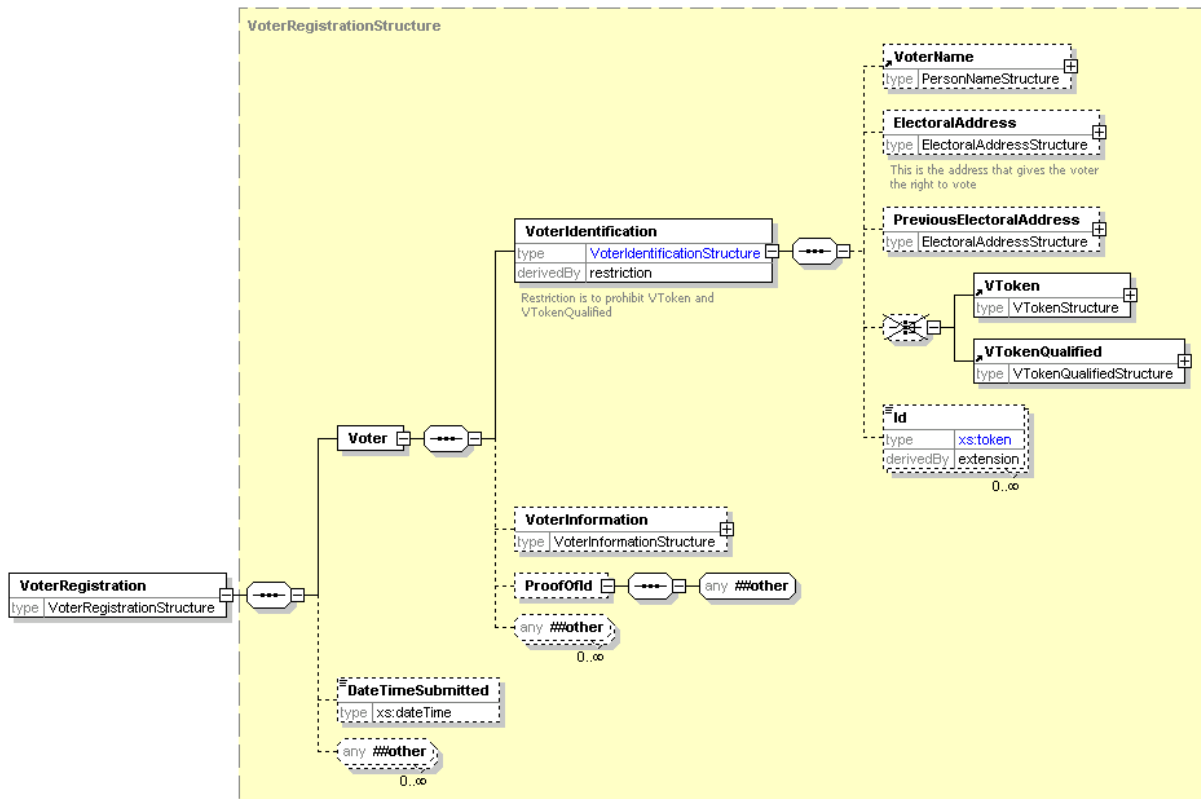 VoterRegistrationStructure
VoterName
type PersonNameStructure
ElectoralAddress
type ElectoralAddressStructure
This is the address that gives the voter
the right to vote
VoterIdentification
type VoterIdentificationStructure
derivedBy restriction
Restriction is to prohibit VToken and
VTokenQualified
PreviousElectoralAddress
type ElectoralAddressStructure
VToken
type VTokenStructure
VTokenQualified
type VTokenQualifiedStructure
Id
type xs:token
derivedBy extension
0..∞
Voter
VoterInformation
type VoterInformationStructure
ProofOfId
any ##other
any ##other
0..∞
VoterRegistration
type VoterRegistrationStructure
DateTimeSubmitted
type xs:dateTime
any ##other
0..∞